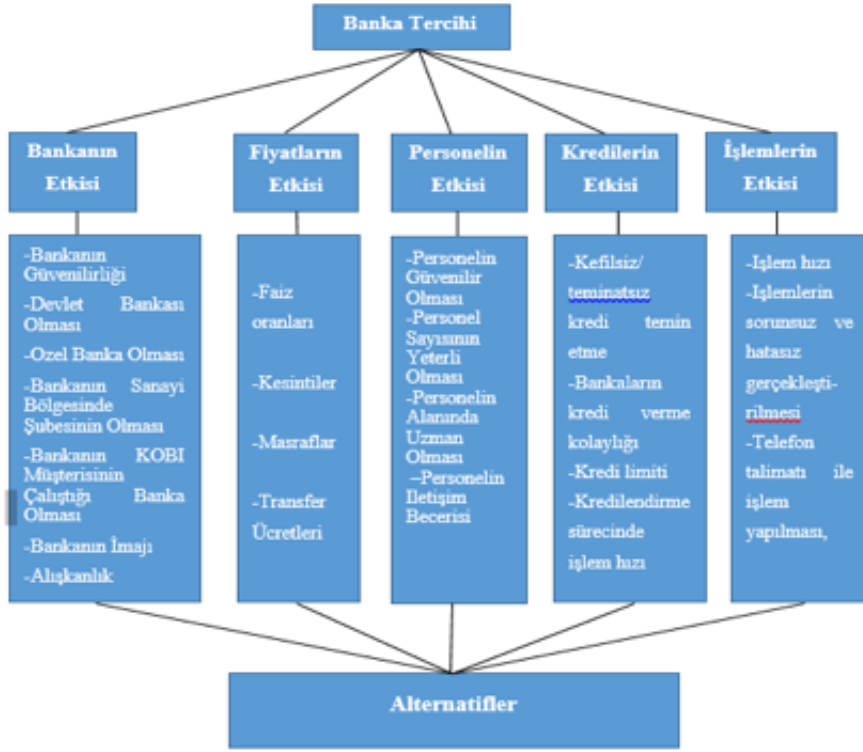 Banka Tercihi
Bankanın
Etkisi
Fiyatların
Etkisi
Personelin
Etkisi
Kredilerin
Etkisi
İşlemlerin
Etkisi
-Bankanın
Güvenilirliği
-Devlet Bankası
Olması
-Ozel Banka Olması
-Bankanın Sanayi
Bölgesinde
Şubesinin Olması
-Bankanın KOBI
Müşterisinin
Çalıştığı Banka
Olması
-Bankanın İmajı
-Alışkanlık
-Faiz
oranları
-Kesintiler
-Masraflar
-Transfer
Ücretleri
-Personelin
Güvenilir
Olması
-Personel
Sayısının
Yeterli
Olması
-Personelin
Alanında
Uzman
Olması
–Personelin
Iletişim
Becerisi
-Kefilsiz/
teminatsız
kredi temin
etme
-Bankaların
kredi verme
kolaylığı
-Kredi limiti
-Kredilendirme
sürecinde
işlem hızı
-Işlem hızı
-Işlemlerin
sorunsuz ve
hatasız
gerçekleşti-
rilmesi
-Telefon
talimatı ile
işlem
yapılması,
Alternatifler